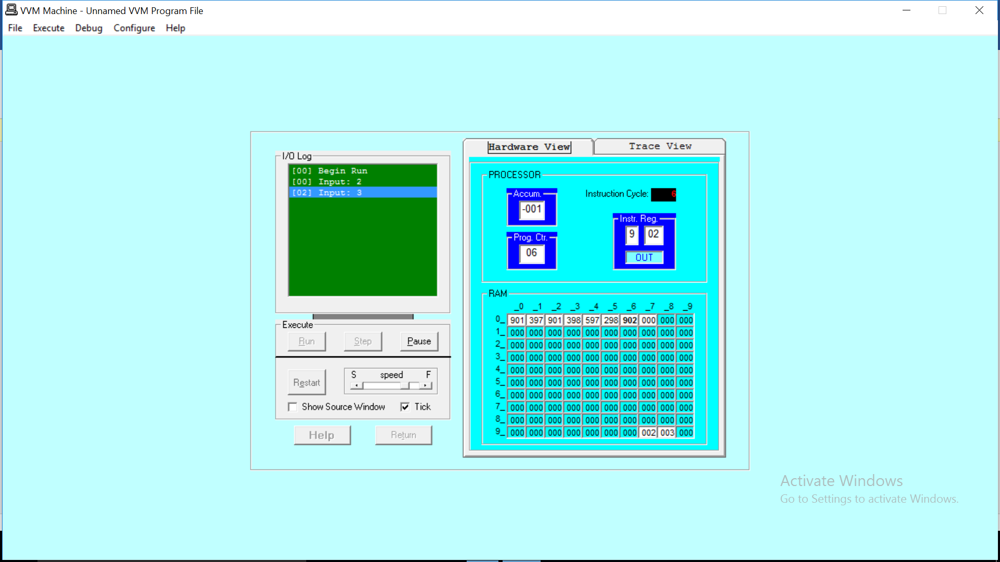 VVM Machine - Unnamed VVM Program File
File Execute Debug Configure Help
I/O Log
[00] Begin Run
[00] Input: 2
[02] Input: 3
Execute
Run Step Pause
Restart
S speed F
Show Source Window Tick
Help Return
Hardware View Trace View
PROCESSOR
Accum.
-001
Instruction Cycle: 6
Prog. Ctr.
06
Instr. Reg.
9 02
OUT
RAM
_0 _1 _2 _3 _4 _5 _6 _7 _8 _9
0_ 901 397 901 398 597 298 902 000 000 000
1_ 000 000 000 000 000 000 000 000 000 000
2_ 000 000 000 000 000 000 000 000 000 000
3_ 000 000 000 000 000 000 000 000 000 000
4_ 000 000 000 000 000 000 000 000 000 000
5_ 000 000 000 000 000 000 000 000 000 000
6_ 000 000 000 000 000 000 000 000 000 000
7_ 000 000 000 000 000 000 000 000 000 000
8_ 000 000 000 000 000 000 000 000 000 000
9_ 000 000 000 000 000 000 000 002 003 000
Activate Windows
Go to Settings to activate Windows.